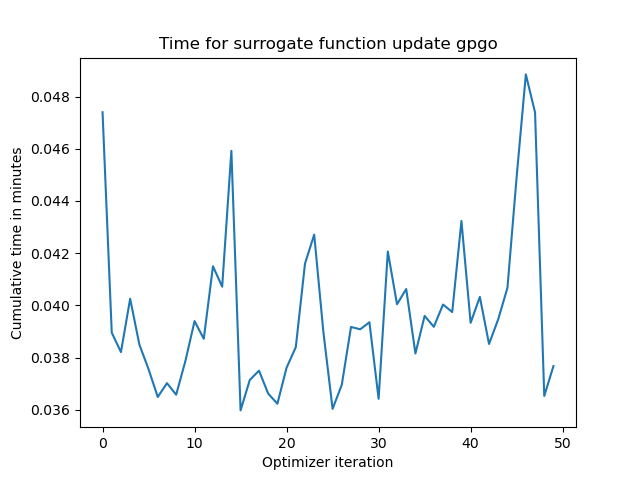 Time for surrogate function update gpgo
Cumulative time in minutes
0.048
0.046
0.044
0.042
0.040
0.038
0.036
0 10 20 30 40 50
Optimizer iteration